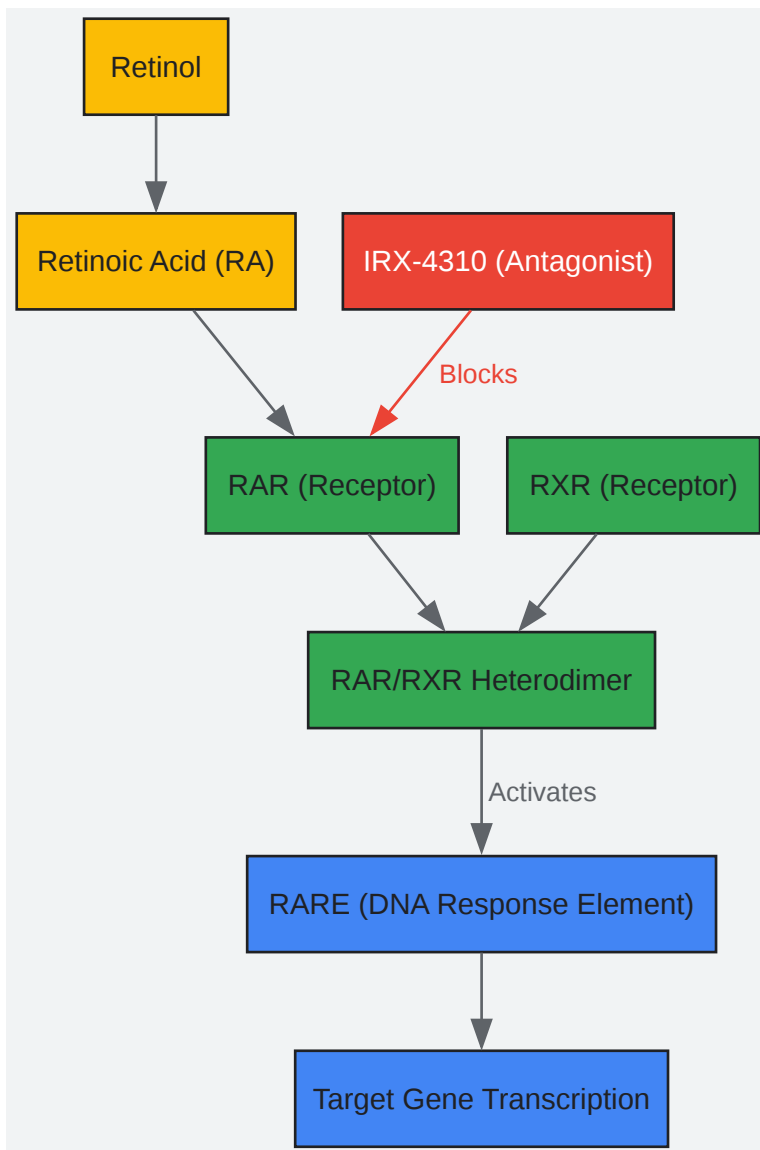 Retinol
Retinoic Acid (RA)
IRX-4310 (Antagonist)
Blocks
RAR (Receptor)
RXR (Receptor)
RAR/RXR Heterodimer
Activates
RARE (DNA Response Element)
Target Gene Transcription